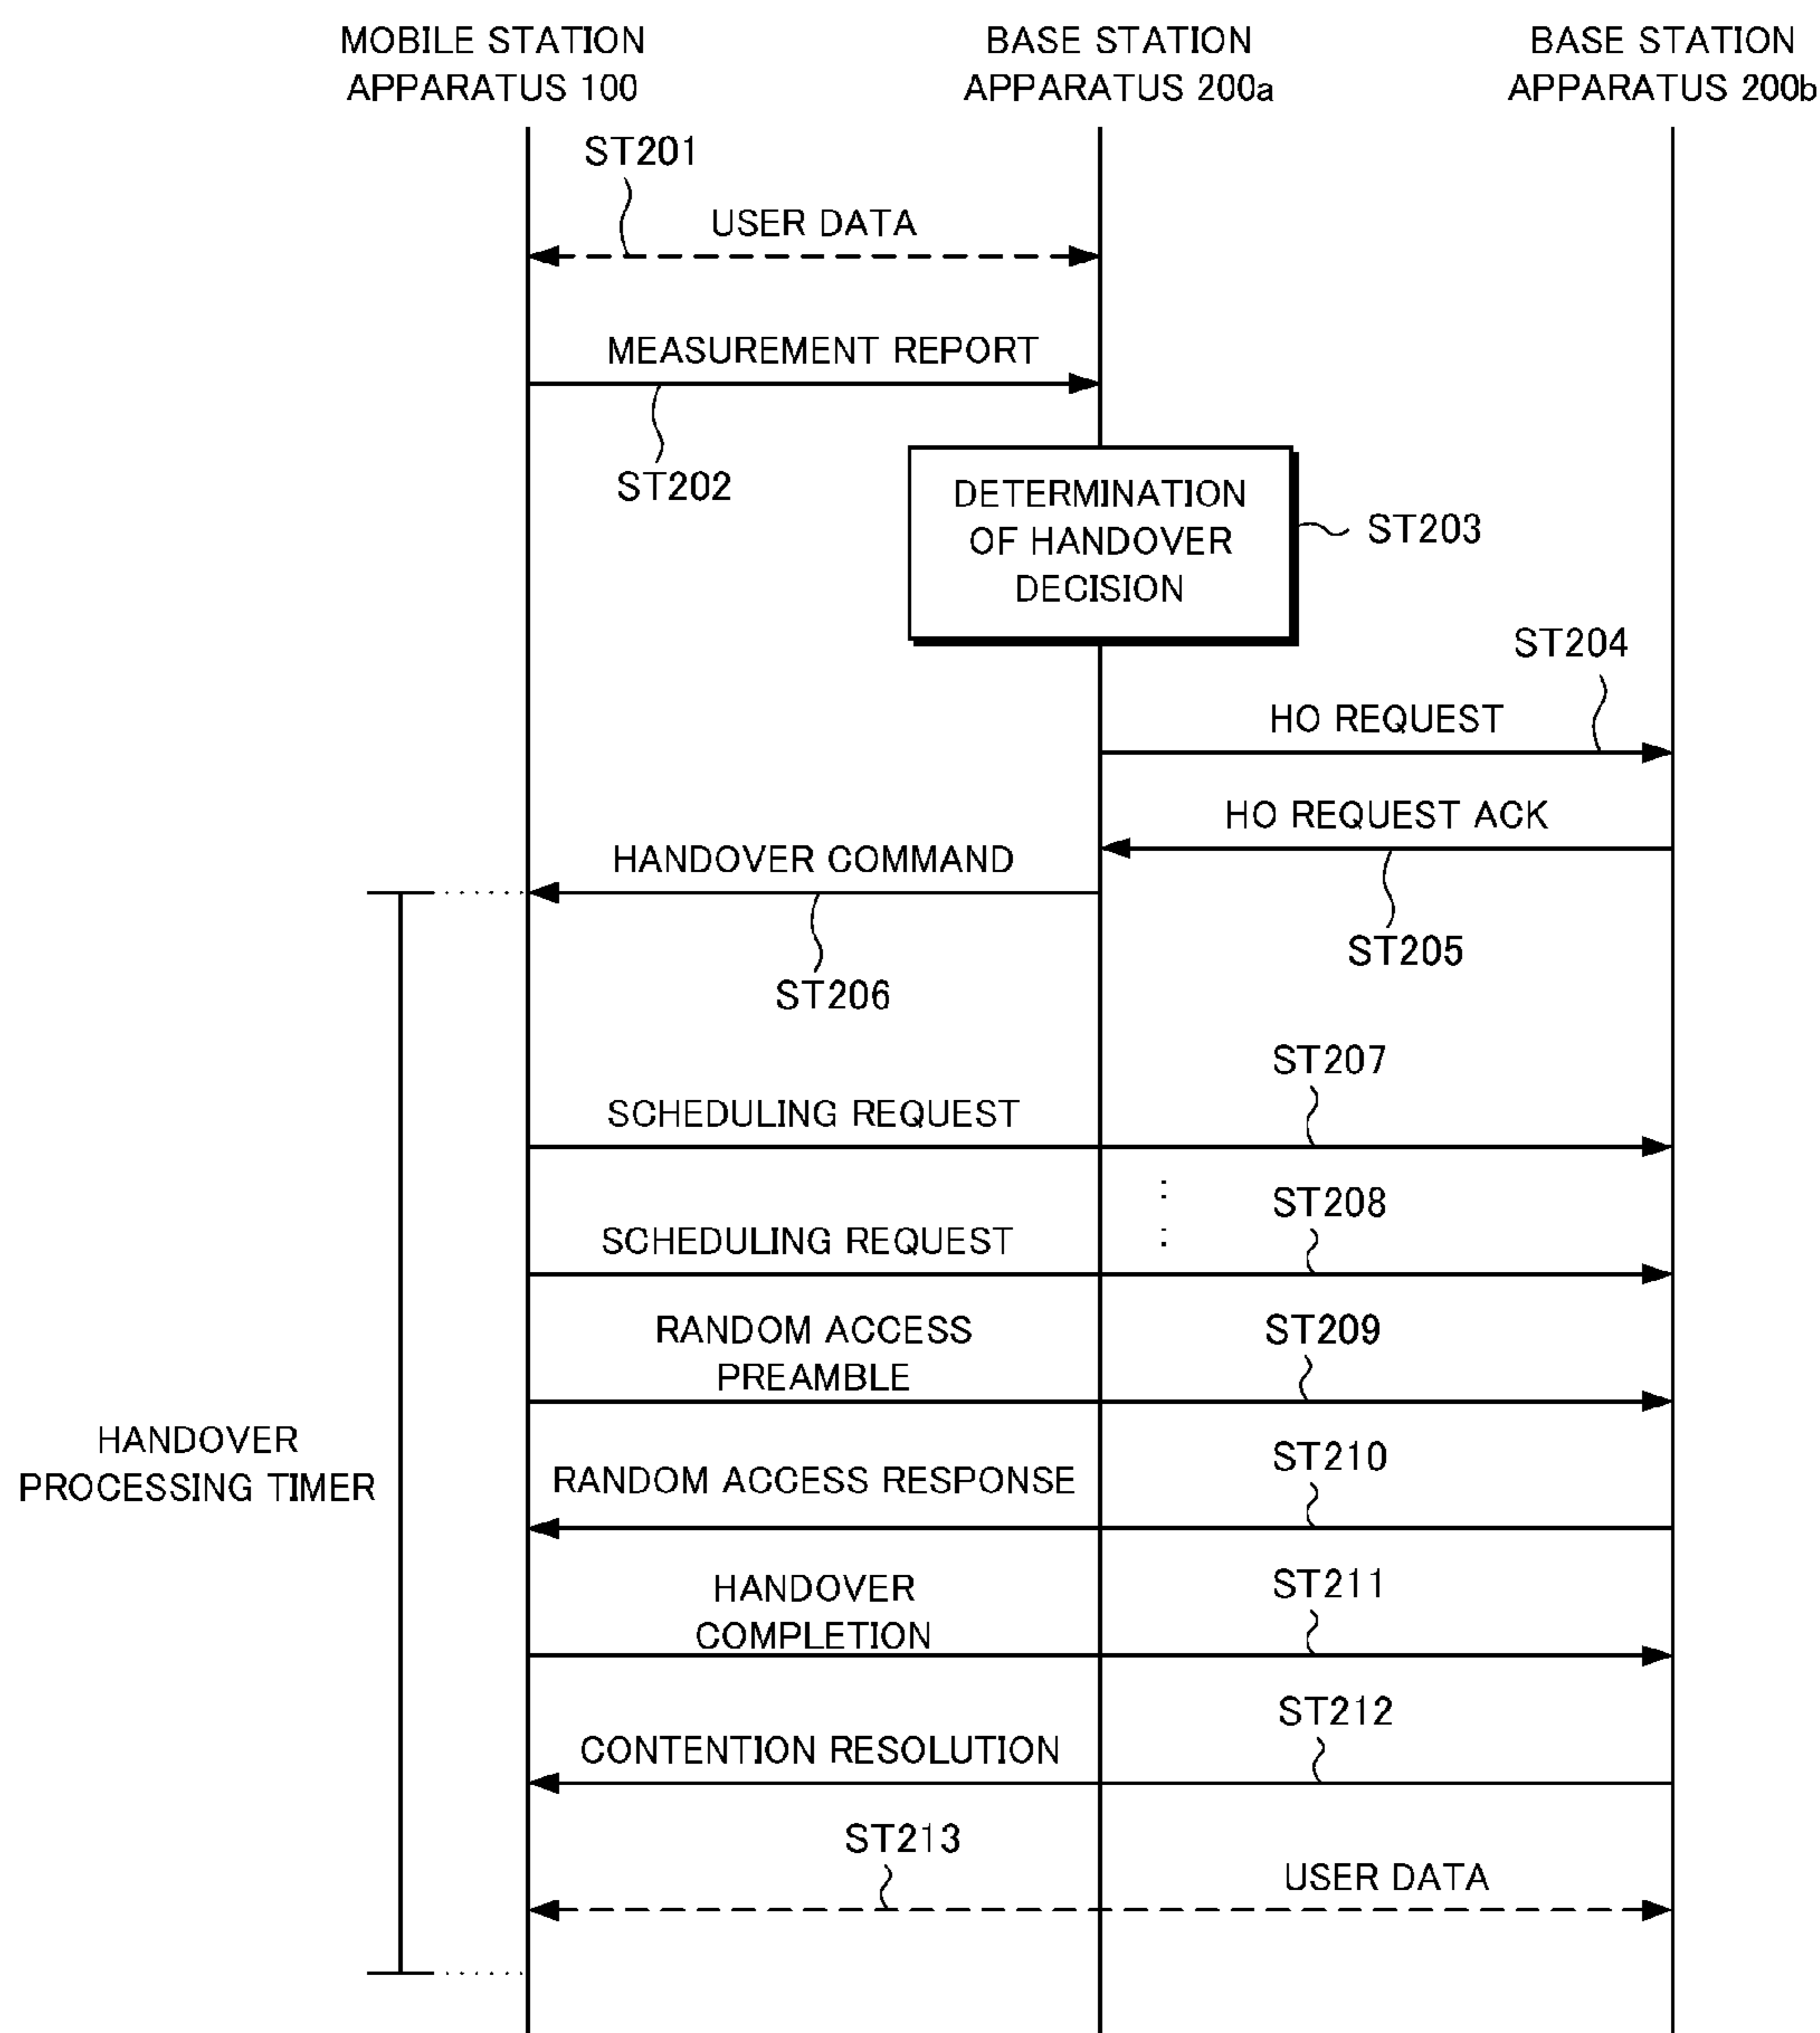 MOBILE STATION
APPARATUS 100
BASE STATION
APPARATUS 200a
BASE STATION
APPARATUS 200b
ST201
USER DATA
MEASUREMENT REPORT
ST202
DETERMINATION
OF HANDOVER
DECISION
ST203
ST204
HO REQUEST
HO REQUEST ACK
HANDOVER COMMAND
ST205
ST206
ST207
SCHEDULING REQUEST
ST208
SCHEDULING REQUEST
RANDOM ACCESS
PREAMBLE
ST209
HANDOVER
PROCESSING TIMER
ST210
RANDOM ACCESS RESPONSE
HANDOVER
COMPLETION
ST211
ST212
CONTENTION RESOLUTION
ST213
USER DATA